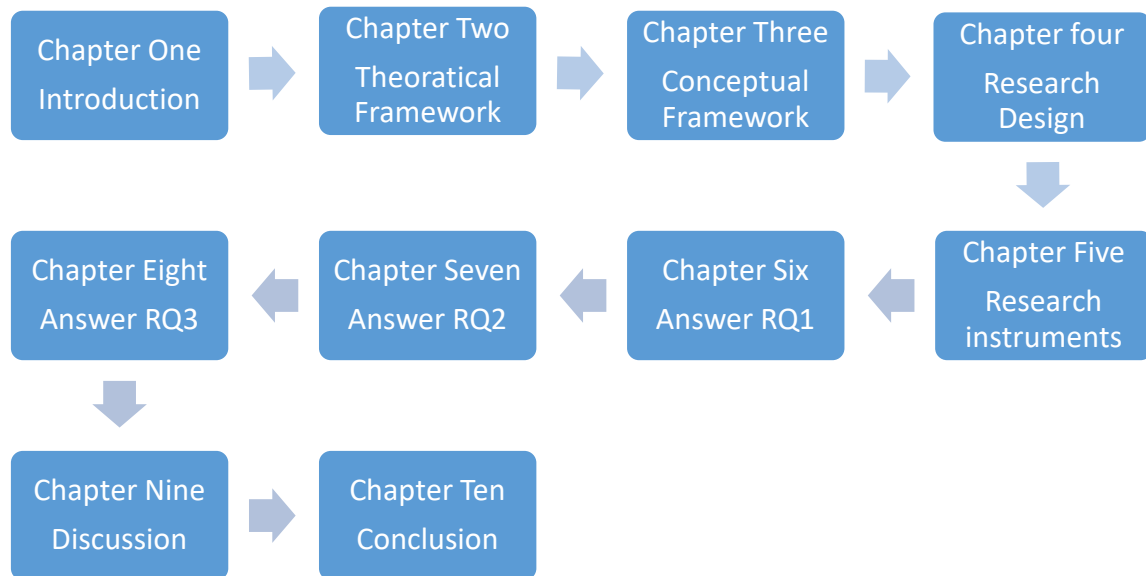 Chapter One
Introduction
Chapter Two
Theoratical
Framework
Chapter Three
Conceptual
Framework
Chapter four
Research
Design
Chapter Five
Research
instruments
Chapter Six
Answer RQ1
Chapter Seven
Answer RQ2
Chapter Eight
Answer RQ3
Chapter Nine
Discussion
Chapter Ten
Conclusion